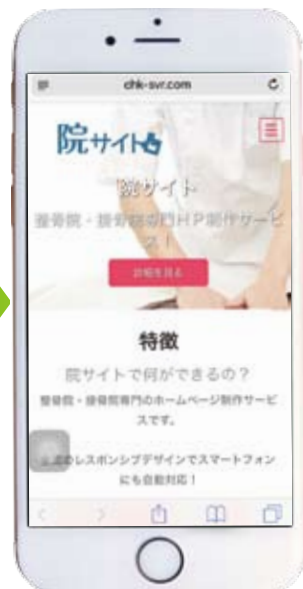 chk-svr.com
院サイト
院サイト
整骨院・接骨院専門ＨＰ制作サービ
ス！
詳細を見る
特徴
院サイトで何ができるの？
整骨院・接骨院専門のホームページ制作サービ
スです。
のレスポンシブデザインでスマートフォン
にも自動対応！